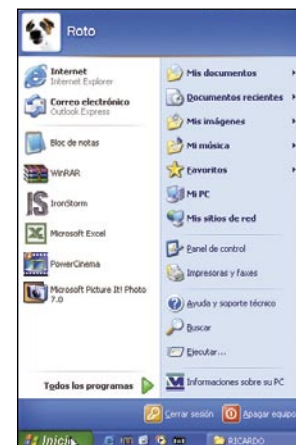 Roto
Internet
Internet Explorer
Correo electrónico
Outlook Express
Bloc de notas
WinRAR
IronStorm
Microsoft Excel
PowerCinema
Microsoft Picture It! Photo
7.0
Todos los programas
Mis documentos
Documentos recientes
Mis imágenes
Mi música
Favoritos
Mi PC
Mis sitios de red
Panel de control
Impresoras y faxes
Ayuda y soporte técnico
Buscar
Ejecutar...
Informaciones sobre su PC
Cerrar sesión
Apagar equipo
Inicio
RICARDO